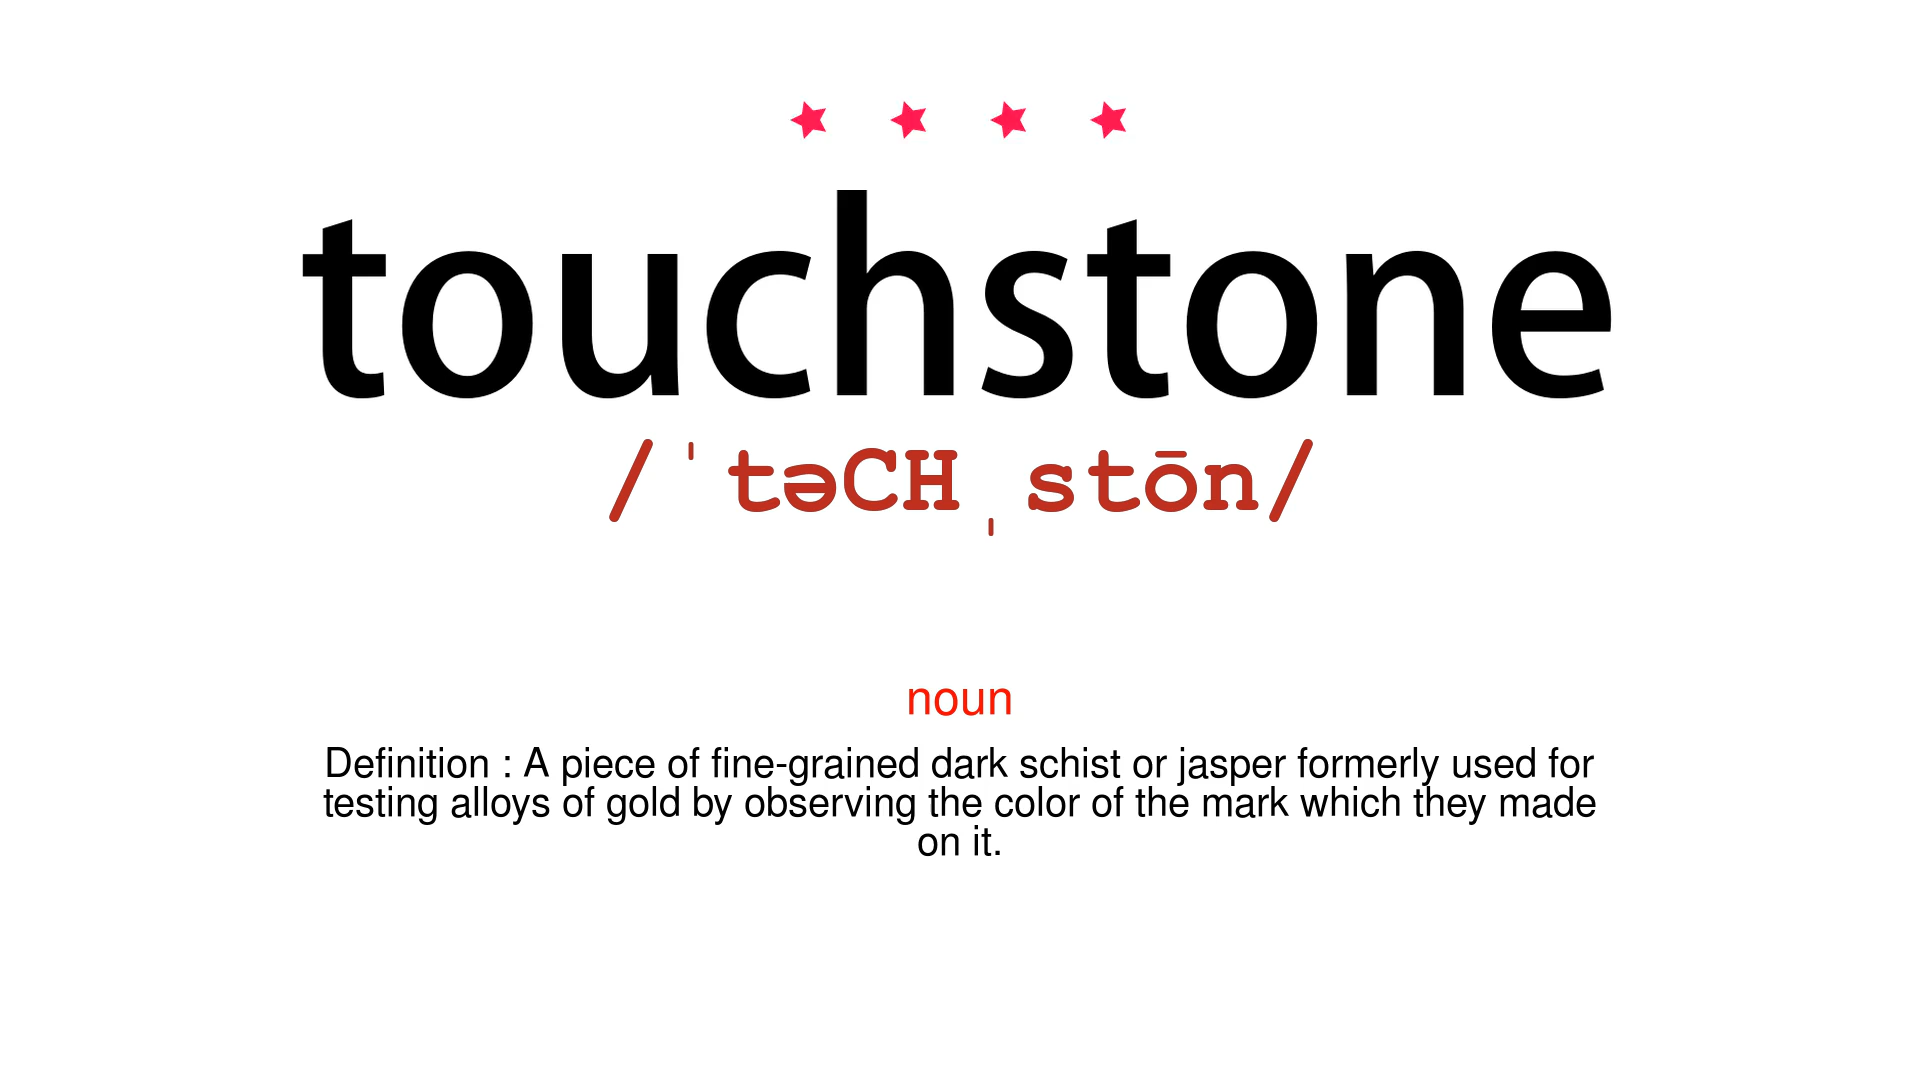 touchstone
/ˈtəCHˌstōn/
noun
Definition : A piece of fine-grained dark schist or jasper formerly used for
testing alloys of gold by observing the color of the mark which they made
on it.